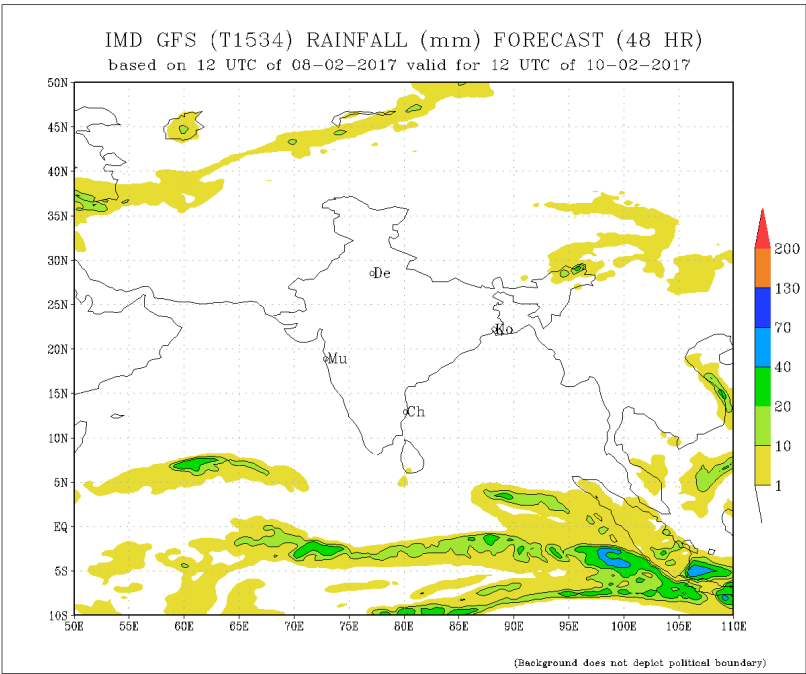 IMD GFS (T1534) RAINFALL (mm) FORECAST (48 HR)
based on 12 UTC of 08-02-2017 valid for 12 UTC of 10-02-2017
50N
45N
40N
35N
30N
25N
20N
15N
10N
5N
EQ
5S
10S
De
Ko
Mu
Ch
200
130
70
40
20
10
1
50E 55E 60E 65E 70E 75E 80E 85E 90E 95E 100E 105E 110E
(Background does not depict political boundary)